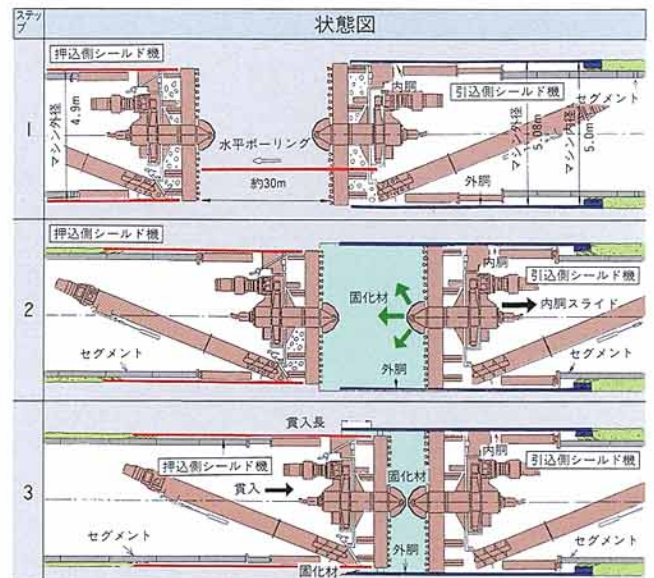 ステップ
状態図
1
押込側シールド機
マシン外径 4.9m
水平ボーリング
約30m
内胴
引込側シールド機
セグメント
マシン外径 5.08m
マシン内径 5.0m
外胴
2
押込側シールド機
セグメント
固化材
内胴
引込側シールド機
内胴スライド
外胴
セグメント
3
貫入長
押込側シールド機
貫入
セグメント
固化材
固化材
外胴
内胴
引込側シールド機
セグメント